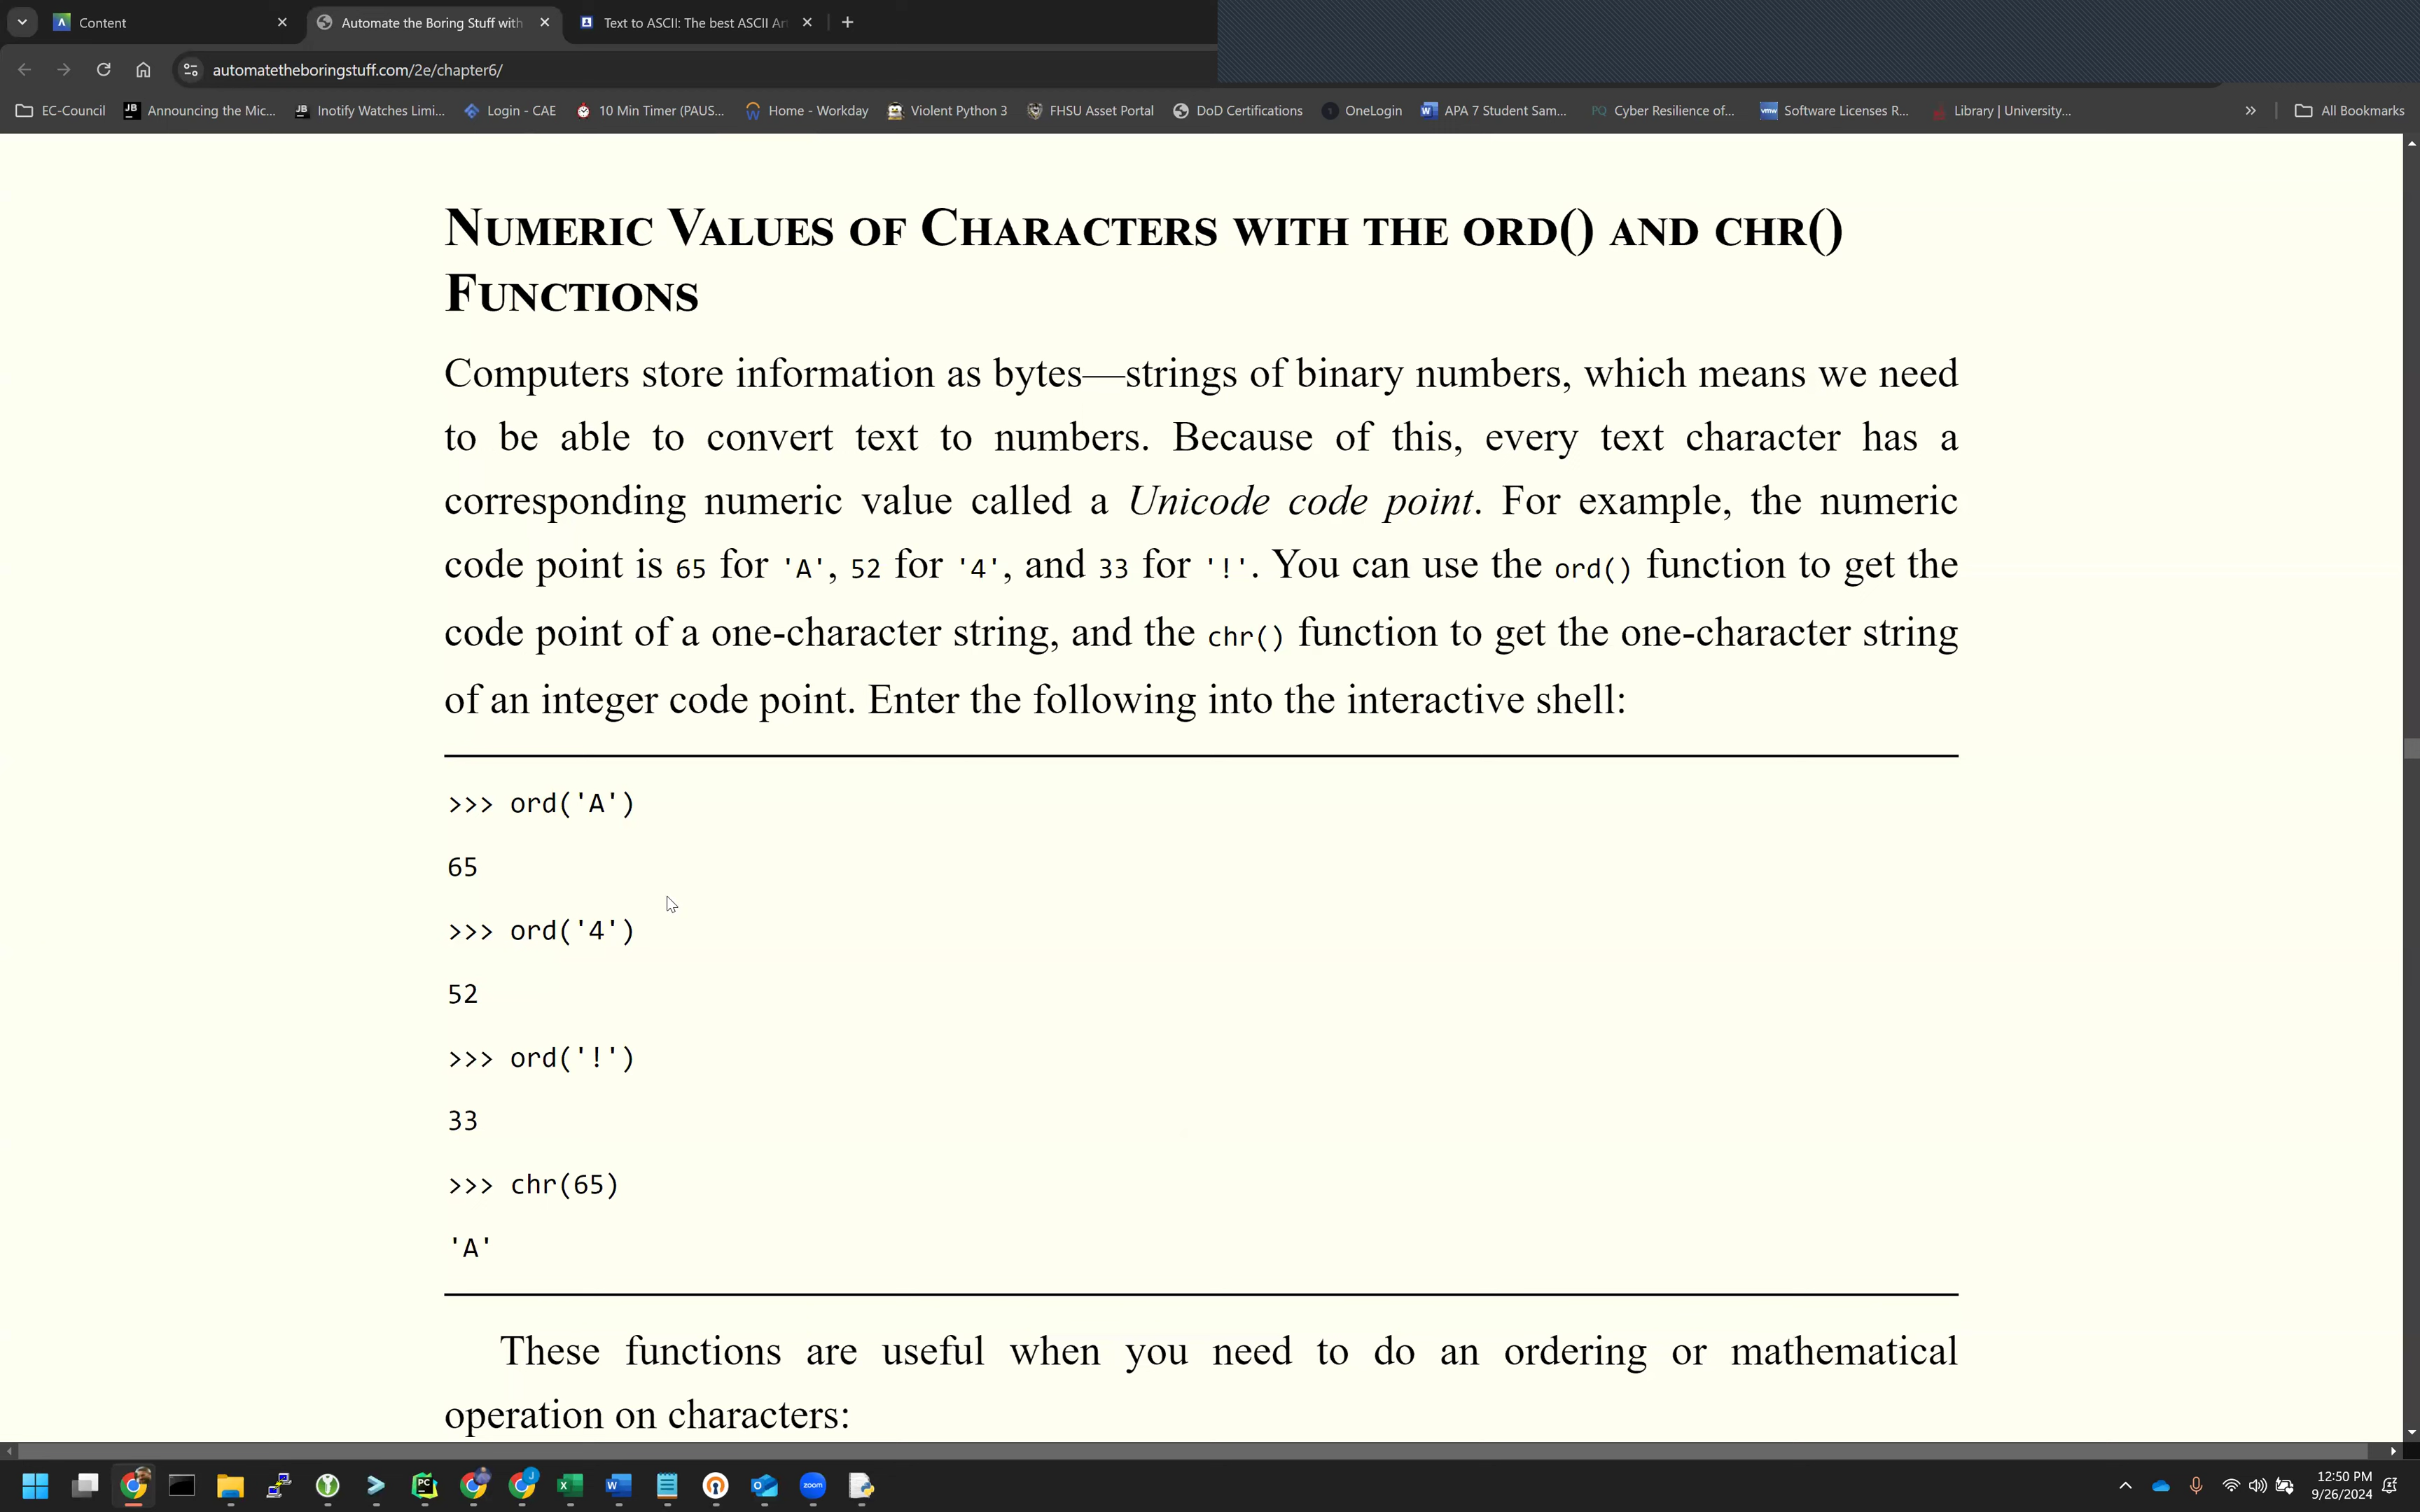 Content
Automate the Boring Stuff with
Text to ASCII: The best ASCII Ar
automatetheboringstuff.com/2e/chapter6/
EC-Council
Announcing the Mic...
Inotify Watches Limi...
Login - CAE
10 Min Timer (PAUS...
Home - Workday
Violent Python 3
FHSU Asset Portal
DoD Certifications
OneLogin
APA 7 Student Sam...
PQ Cyber Resilience of...
vmw Software Licenses R...
Library | University...
All Bookmarks
NUMERIC VALUES OF CHARACTERS WITH THE ORD() AND CHR()
FUNCTIONS
Computers store information as bytes—strings of binary numbers, which means we need
to be able to convert text to numbers. Because of this, every text character has a
corresponding numeric value called a Unicode code point. For example, the numeric
code point is 65 for 'A', 52 for '4', and 33 for '!'. You can use the ord() function to get the
code point of a one-character string, and the chr() function to get the one-character string
of an integer code point. Enter the following into the interactive shell:
>>> ord('A')
65
>>> ord('4')
52
>>> ord('!')
33
>>> chr(65)
'A'
These functions are useful when you need to do an ordering or mathematical
operation on characters:
12:50 PM
9/26/2024